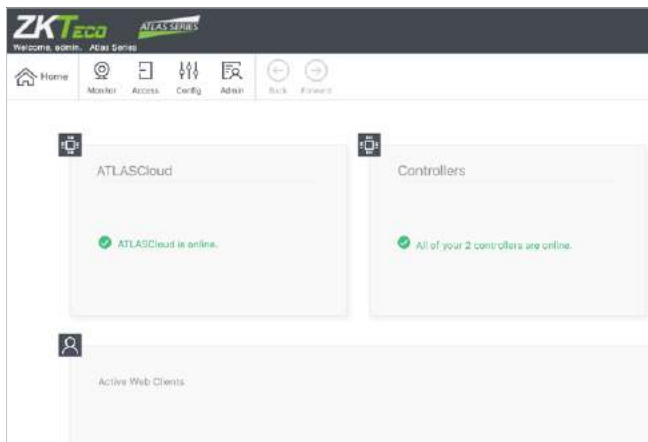 ZKTeco ATLAS SERIES
Welcome, admin. Atlas Series
Home
Monitor Access Config Admin Back Forward
ATLASCloud Controllers
ATLASCloud is online. All of your 2 controllers are online.
Active Web Clients